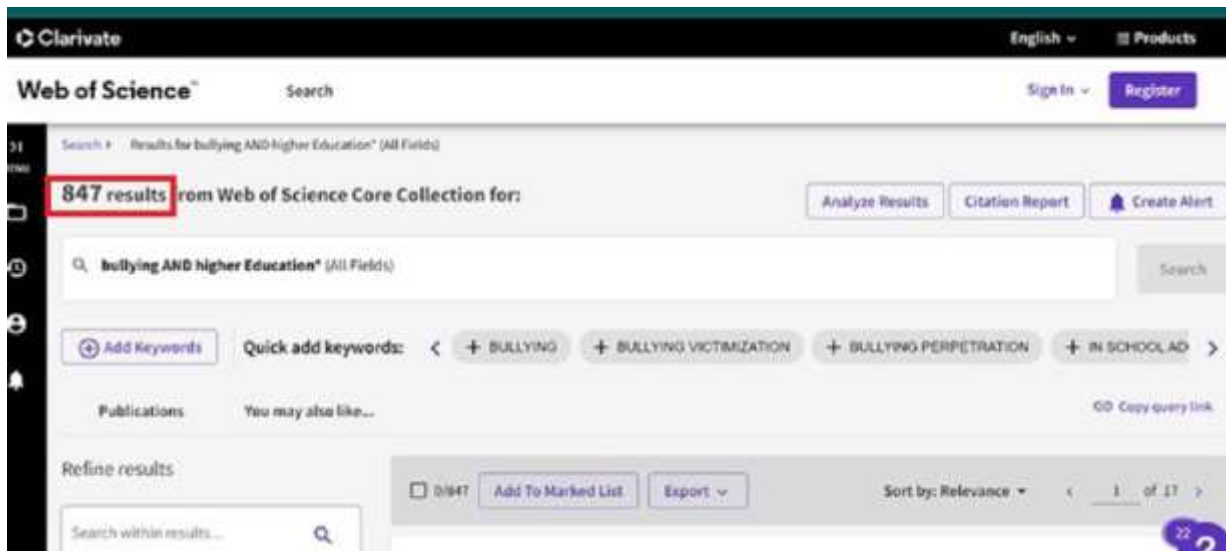 Clarivate English Products
Web of Science™ Search Sign In Register
MENU Search > Results for bullying AND higher Education* (All Fields)
847 results from Web of Science Core Collection for: Analyze Results Citation Report Create Alert
bullying AND higher Education* (All Fields) Search
Add Keywords Quick add keywords: < + BULLYING + BULLYING VICTIMIZATION + BULLYING PERPETRATION + IN SCHOOL AD >
Publications You may also like... Copy query link
Refine results
0/847 Add To Marked List Export Sort by: Relevance < 1 of 17 >
Search within results... 22 ?